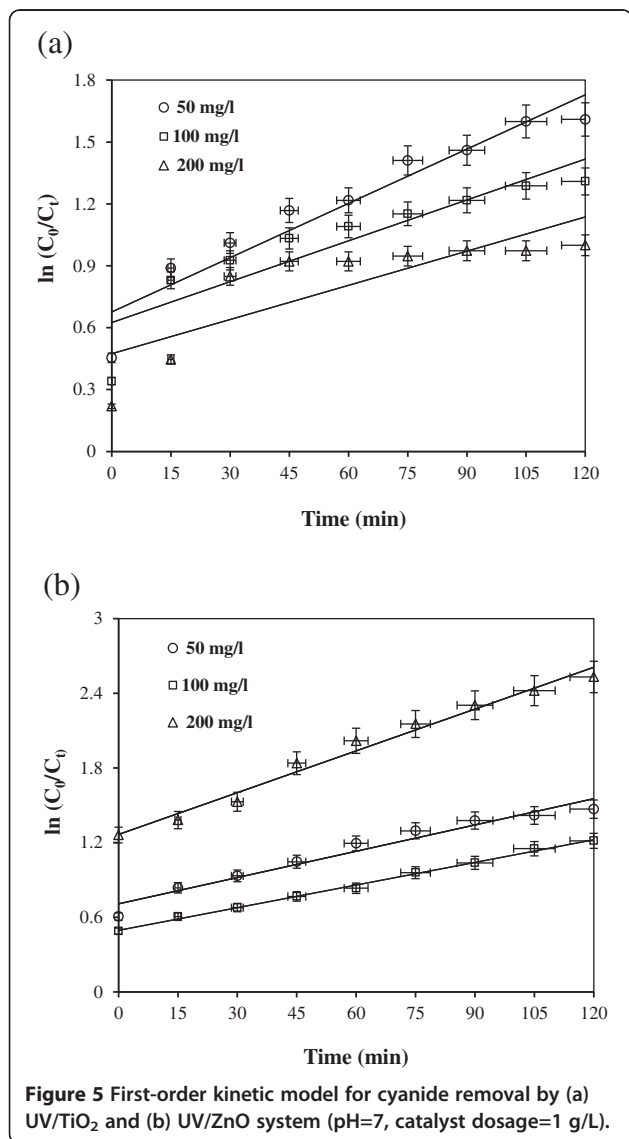 (a)
50 mg/l
100 mg/l
200 mg/l
1.8
1.5
1.2
0.9
0.6
0.3
0
ln (C₀/Cₜ)
0 15 30 45 60 75 90 105 120
Time (min)
(b)
50 mg/l
100 mg/l
200 mg/l
3
2.4
1.8
1.2
0.6
0
ln (C₀/Cₜ)
0 15 30 45 60 75 90 105 120
Time (min)
Figure 5 First-order kinetic model for cyanide removal by (a)
UV/TiO₂ and (b) UV/ZnO system (pH=7, catalyst dosage=1 g/L).